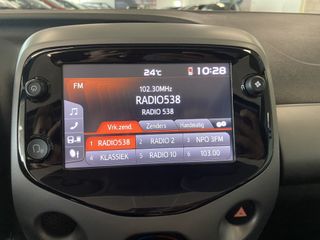 24℃ 10:28
FM
102.30MHz
RADIO538
RADIO 538
Vrk.zend. Zenders Handmatig
1 RADIO538 2 RADIO 2 3 NPO 3FM
4 KLASSIEK 5 RADIO 10 6 103.00